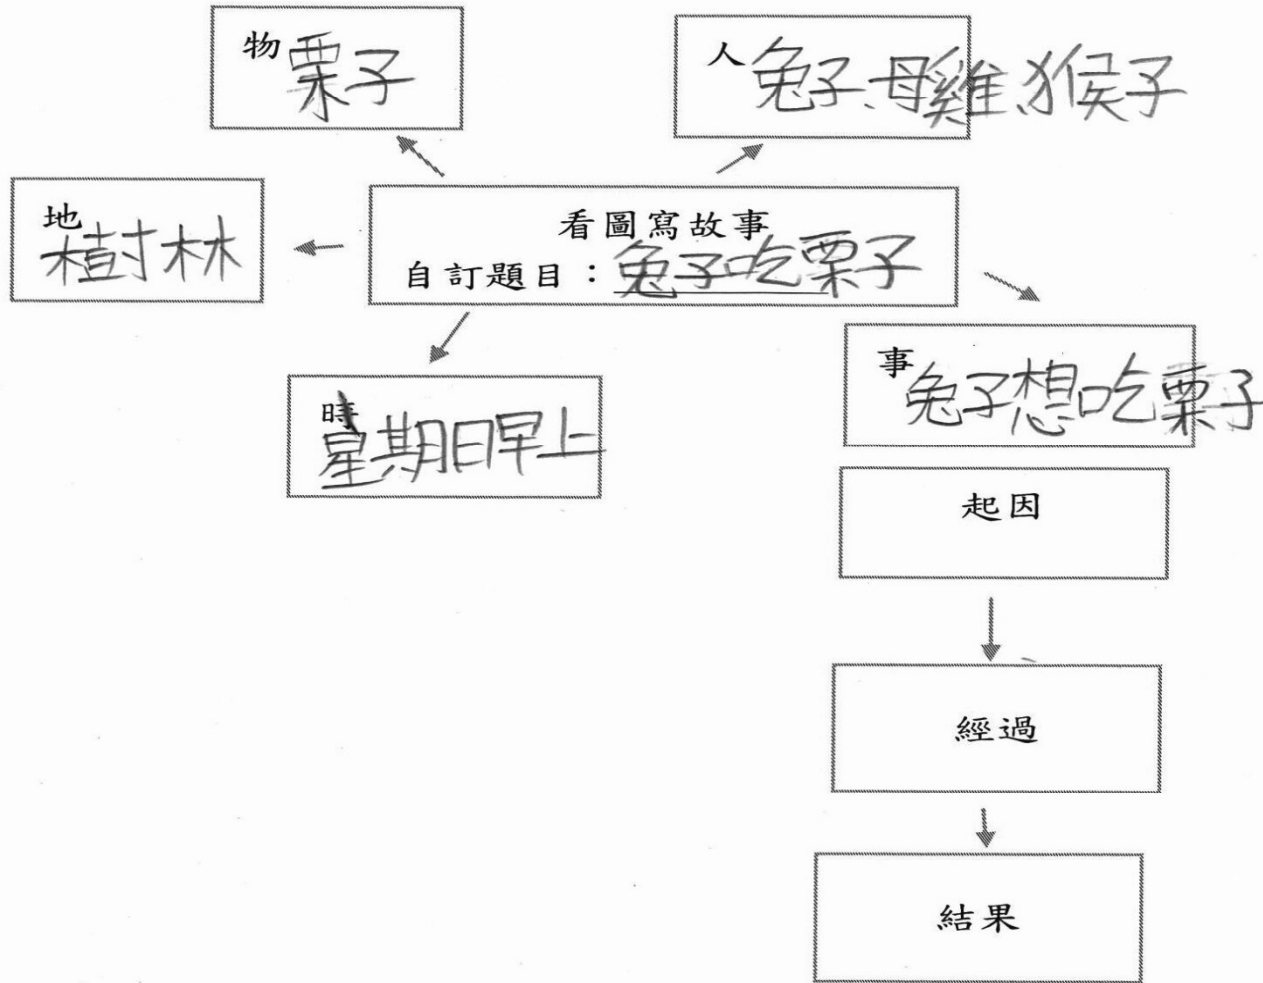 物 栗子
人 兔子、母雞、猴子
地 樹林
看圖寫故事
自訂題目：兔子吃栗子
事 兔子想吃栗子
時 星期日早上
起因
經過
結果